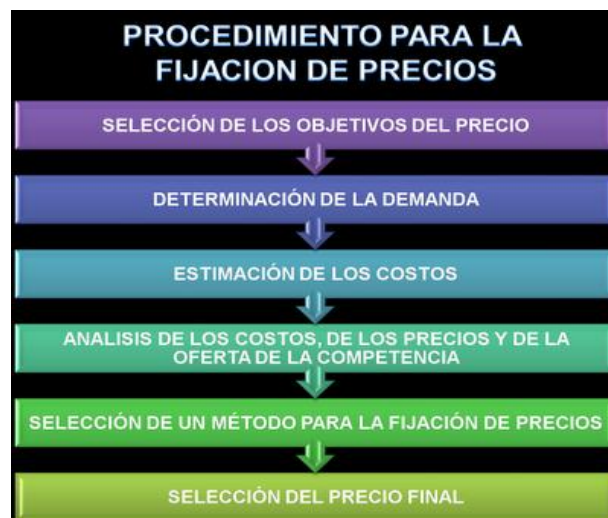 PROCEDIMIENTO PARA LA
FIJACION DE PRECIOS
SELECCIÓN DE LOS OBJETIVOS DEL PRECIO
DETERMINACIÓN DE LA DEMANDA
ESTIMACIÓN DE LOS COSTOS
ANALISIS DE LOS COSTOS, DE LOS PRECIOS Y DE LA
OFERTA DE LA COMPETENCIA
SELECCIÓN DE UN MÉTODO PARA LA FIJACIÓN DE PRECIOS
SELECCIÓN DEL PRECIO FINAL